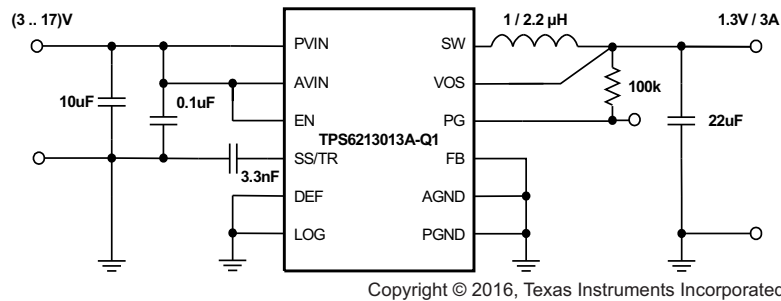 (3 .. 17)V
1 / 2.2 µH
1.3V / 3A
PVIN
SW
AVIN
VOS
10uF
0.1uF
100k
EN
PG
22uF
TPS6213013A-Q1
3.3nF
SS/TR
FB
DEF
AGND
LOG
PGND
Copyright © 2016, Texas Instruments Incorporated